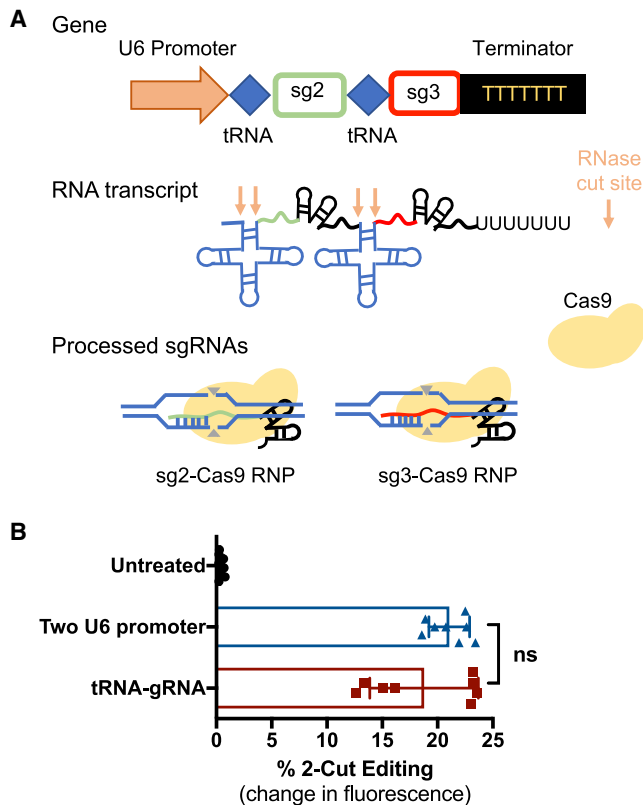 A
Gene
U6 Promoter
Terminator
sg2
sg3
TTTTTTT
tRNA
tRNA
RNA transcript
RNase
cut site
UUUUUUU
Cas9
Processed sgRNAs
sg2-Cas9 RNP
sg3-Cas9 RNP
B
Untreated
Two U6 promoter
tRNA-gRNA
ns
0 5 10 15 20 25
% 2-Cut Editing
(change in fluorescence)